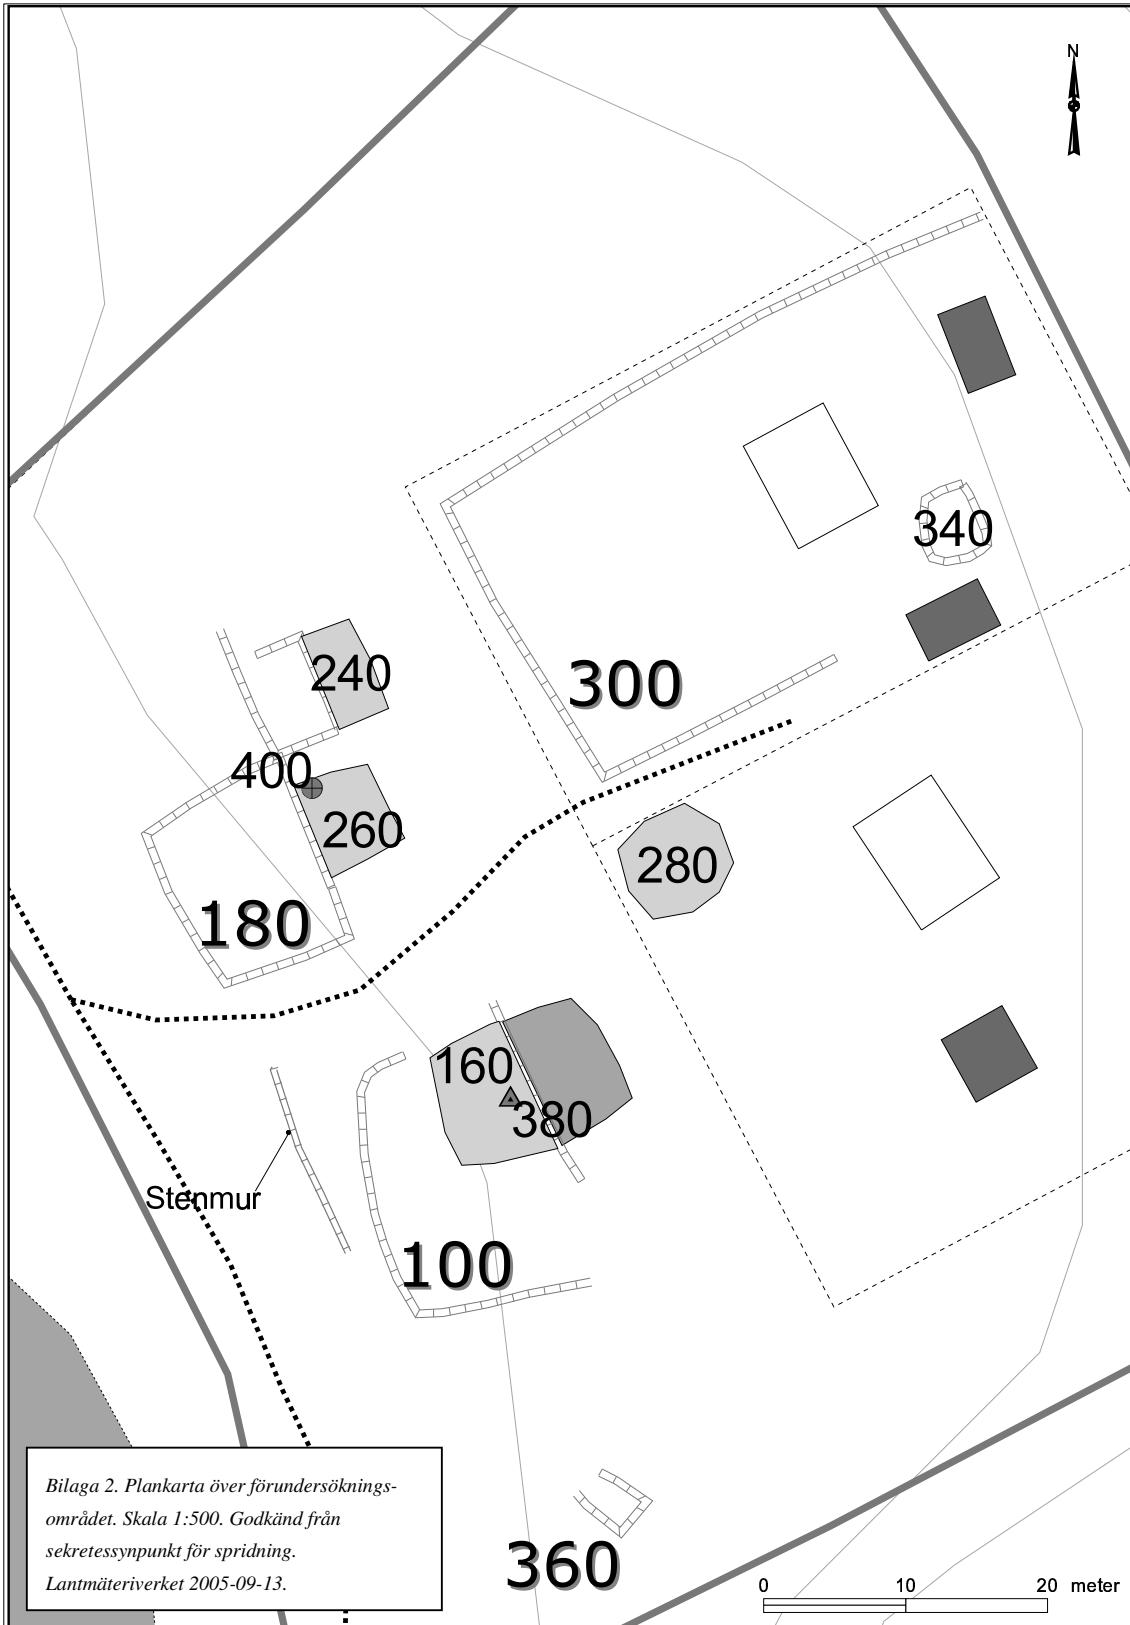 N
340
300
240
400
260
280
180
160
380
Stenmur
100
360
Bilaga 2. Plankarta över förundersöknings-
området. Skala 1:500. Godkänd från
sekretessynpunkt för spridning.
Lantmäteriverket 2005-09-13.
0 10 20 meter